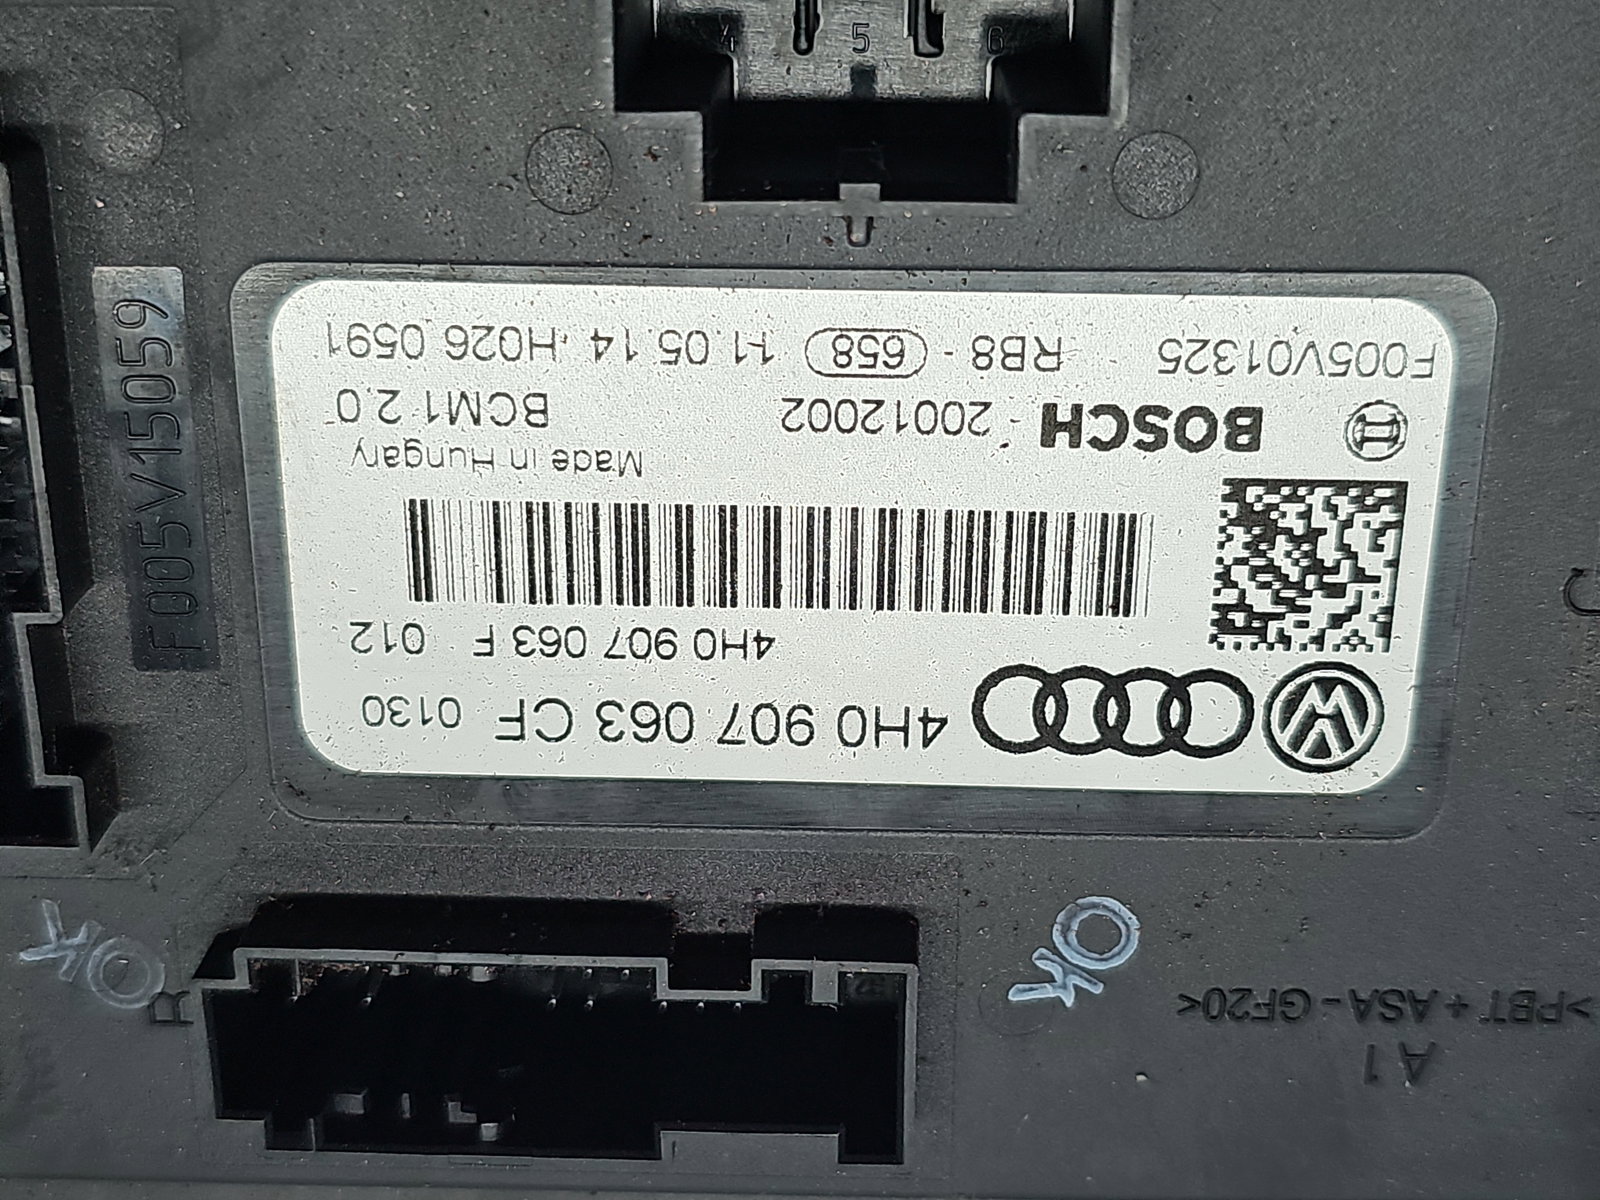 4H0 907 063 CF 0130
4H0 907 063 F 012
Made in Hungary
BOSCH 20012002 BCM1 2.0
F005V01325 RB8 - 658 11.05.14 H026 0591
F005V15059
4 5 6
OK
OK
R
A1
>PBT + ASA - GF20<